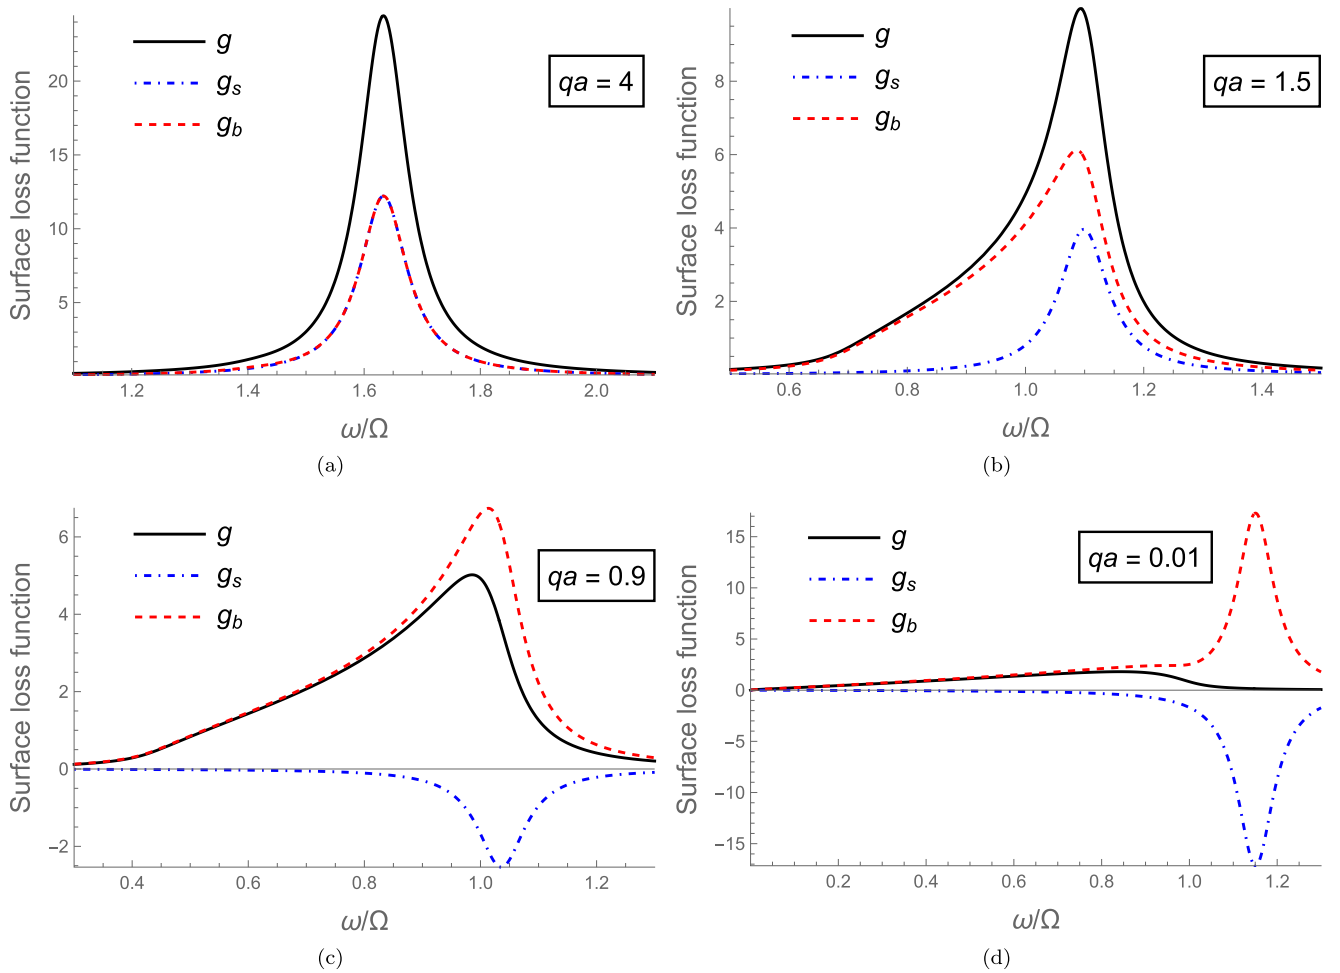 g
g_s
g_b
qa = 4
Surface loss function
20
15
10
5
1.2
1.4
1.6
1.8
2.0
ω/Ω
(a)
g
g_s
g_b
qa = 1.5
Surface loss function
8
6
4
2
0.6
0.8
1.0
1.2
1.4
ω/Ω
(b)
g
g_s
g_b
qa = 0.9
Surface loss function
6
4
2
0
−2
0.4
0.6
0.8
1.0
1.2
ω/Ω
(c)
g
g_s
g_b
qa = 0.01
Surface loss function
15
10
5
0
−5
−10
−15
0.2
0.4
0.6
0.8
1.0
1.2
ω/Ω
(d)